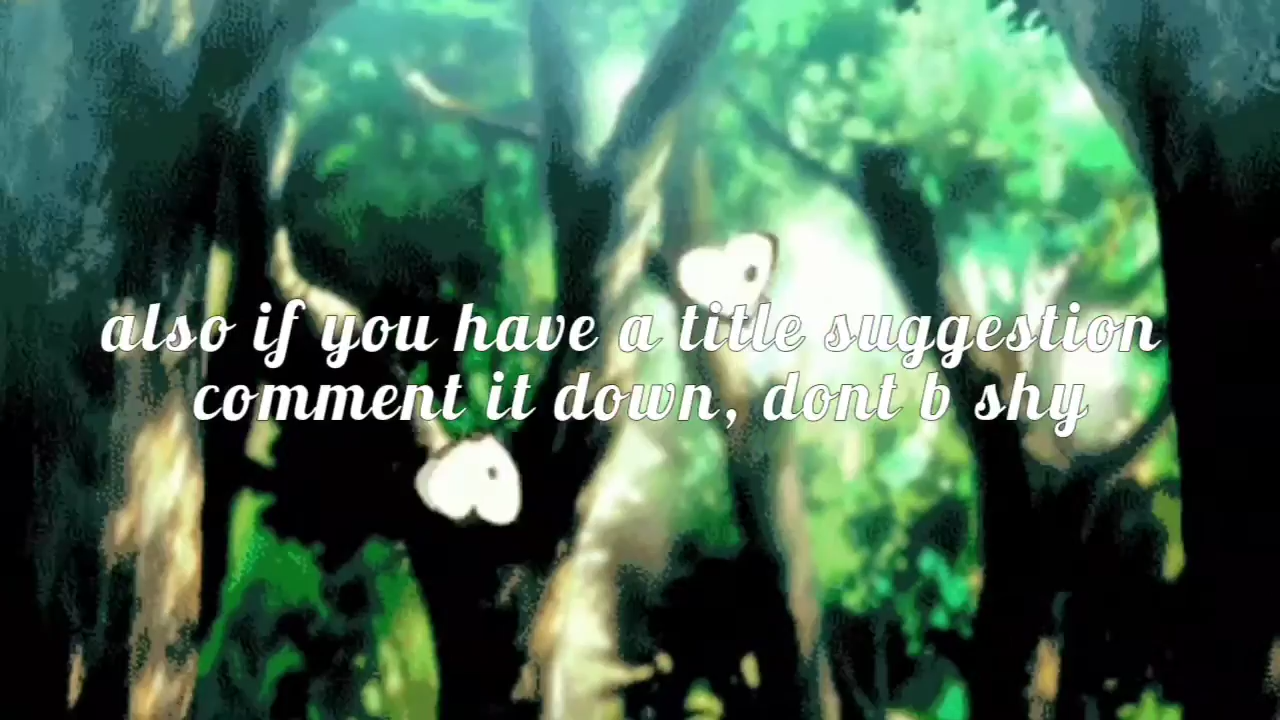 also if you have a title suggestion
comment it down, dont b shy